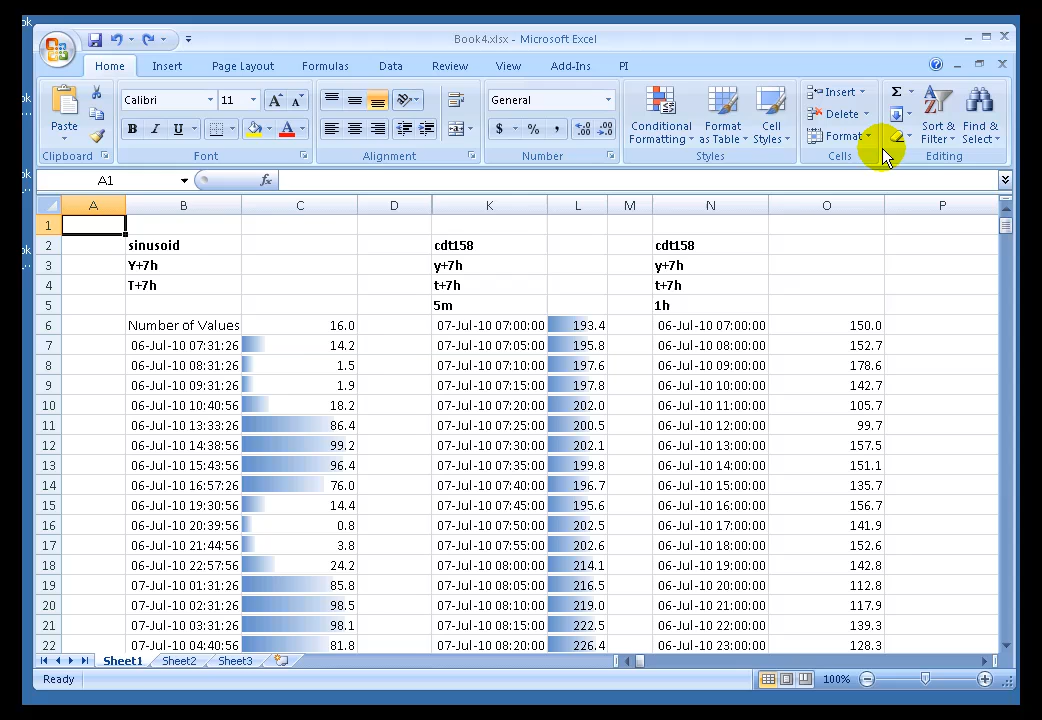 ok
Book4.xlsx - Microsoft Excel
Home Insert Page Layout Formulas Data Review View Add-Ins PI
Calibri 11 General
Paste Conditional Formatting Format as Table Cell Styles Insert Delete Format Sort & Filter Find & Select
B I U A A A $ % , Σ
Clipboard Font Alignment Number Styles Cells Editing
A1 fx
A B C D K L M N O P
1
2 sinusoid cdt158 cdt158
3 Y+7h y+7h y+7h
4 T+7h t+7h t+7h
5 5m 1h
6 Number of Values 16.0 07-Jul-10 07:00:00 193.4 06-Jul-10 07:00:00 150.0
7 06-Jul-10 07:31:26 14.2 07-Jul-10 07:05:00 195.8 06-Jul-10 08:00:00 152.7
8 06-Jul-10 08:31:26 1.5 07-Jul-10 07:10:00 197.6 06-Jul-10 09:00:00 178.6
9 06-Jul-10 09:31:26 1.9 07-Jul-10 07:15:00 197.8 06-Jul-10 10:00:00 142.7
10 06-Jul-10 10:40:56 18.2 07-Jul-10 07:20:00 202.0 06-Jul-10 11:00:00 105.7
11 06-Jul-10 13:33:26 86.4 07-Jul-10 07:25:00 200.5 06-Jul-10 12:00:00 99.7
12 06-Jul-10 14:38:56 99.2 07-Jul-10 07:30:00 202.1 06-Jul-10 13:00:00 157.5
13 06-Jul-10 15:43:56 96.4 07-Jul-10 07:35:00 199.8 06-Jul-10 14:00:00 151.1
14 06-Jul-10 16:57:26 76.0 07-Jul-10 07:40:00 196.7 06-Jul-10 15:00:00 135.7
15 06-Jul-10 19:30:56 14.4 07-Jul-10 07:45:00 195.6 06-Jul-10 16:00:00 156.7
16 06-Jul-10 20:39:56 0.8 07-Jul-10 07:50:00 202.5 06-Jul-10 17:00:00 141.9
17 06-Jul-10 21:44:56 3.8 07-Jul-10 07:55:00 202.6 06-Jul-10 18:00:00 152.6
18 06-Jul-10 22:57:56 24.2 07-Jul-10 08:00:00 214.1 06-Jul-10 19:00:00 142.8
19 07-Jul-10 01:31:26 85.8 07-Jul-10 08:05:00 216.5 06-Jul-10 20:00:00 112.8
20 07-Jul-10 02:31:26 98.5 07-Jul-10 08:10:00 219.0 06-Jul-10 21:00:00 117.9
21 07-Jul-10 03:31:26 98.1 07-Jul-10 08:15:00 222.5 06-Jul-10 22:00:00 139.3
22 07-Jul-10 04:40:56 81.8 07-Jul-10 08:20:00 226.4 06-Jul-10 23:00:00 128.3
Sheet1 Sheet2 Sheet3
Ready 100%